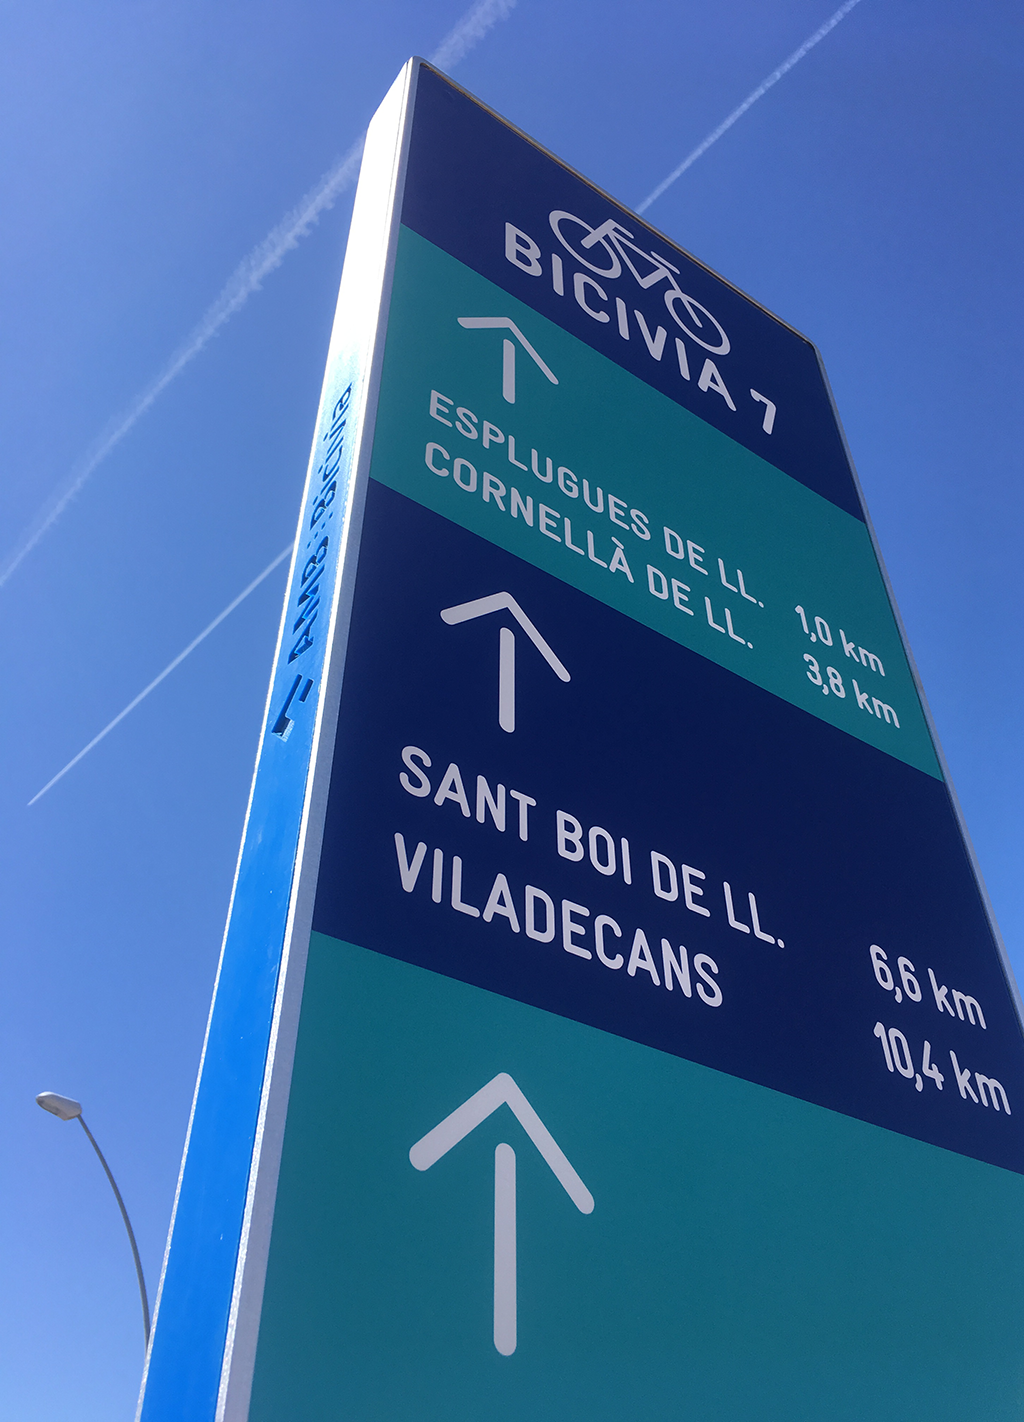 BICIVIA 7
ESPLUGUES DE LL. 1,0 km
CORNELLÀ DE LL. 3,8 km
SANT BOI DE LL. 6,6 km
VILADECANS 10,4 km
AMB: Bicivia